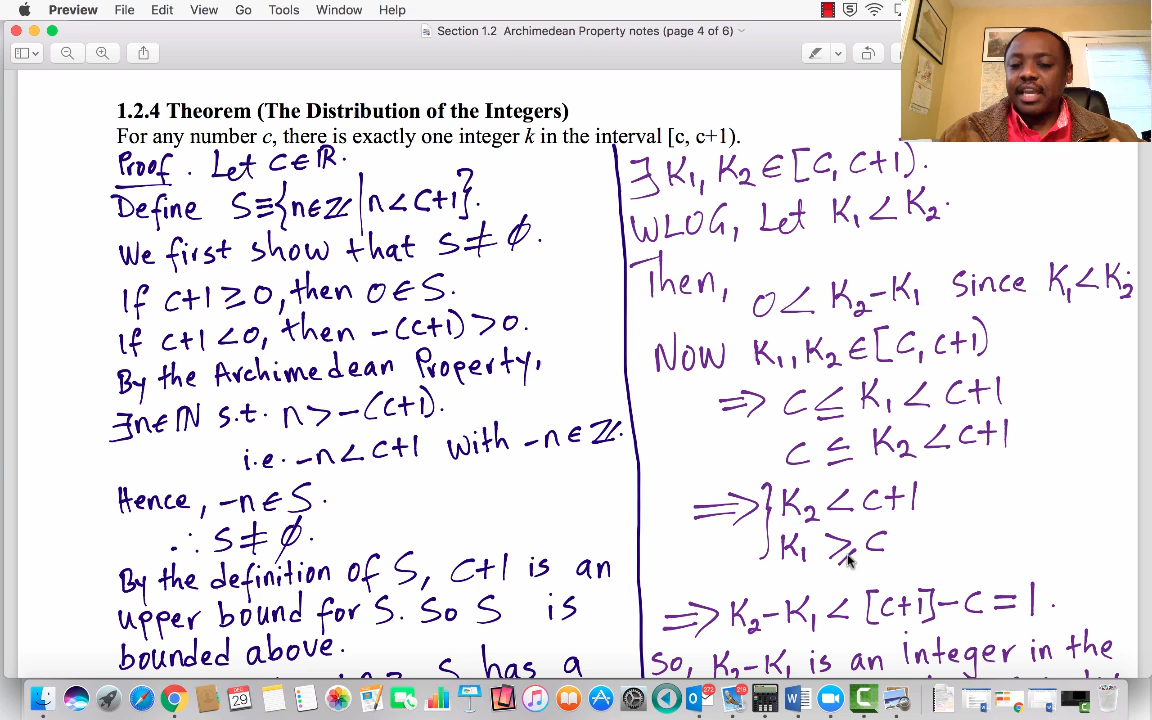 Preview File Edit View Go Tools Window Help
Section 1.2 Archimedean Property notes (page 4 of 6)
1.2.4 Theorem (The Distribution of the Integers)
For any number c, there is exactly one integer k in the interval [c, c+1).
Proof. Let C∈ℝ.
Define S≡{n∈ℤ|n<C+1}.
We first show that S≠∅.
If C+1≥0, then 0∈S.
If C+1<0, then -(C+1)>0.
By the Archimedean Property,
∃n∈ℕ s.t. n>-(C+1).
i.e. -n<C+1 with -n∈ℤ.
Hence, -n∈S.
∴ S≠∅.
By the definition of S, C+1 is an
upper bound for S. So S is
bounded above.
S has a
∃ K₁, K₂∈[C, C+1).
WLOG, Let K₁<K₂.
Then, 0<K₂-K₁ Since K₁<K₂.
Now K₁, K₂∈[C, C+1)
⇒ C≤K₁<C+1
C≤K₂<C+1
⇒{K₂<C+1
K₁≥C
⇒K₂-K₁<[C+1]-C=1.
So, K₂-K₁ is an integer in the
DEC
29
272
219